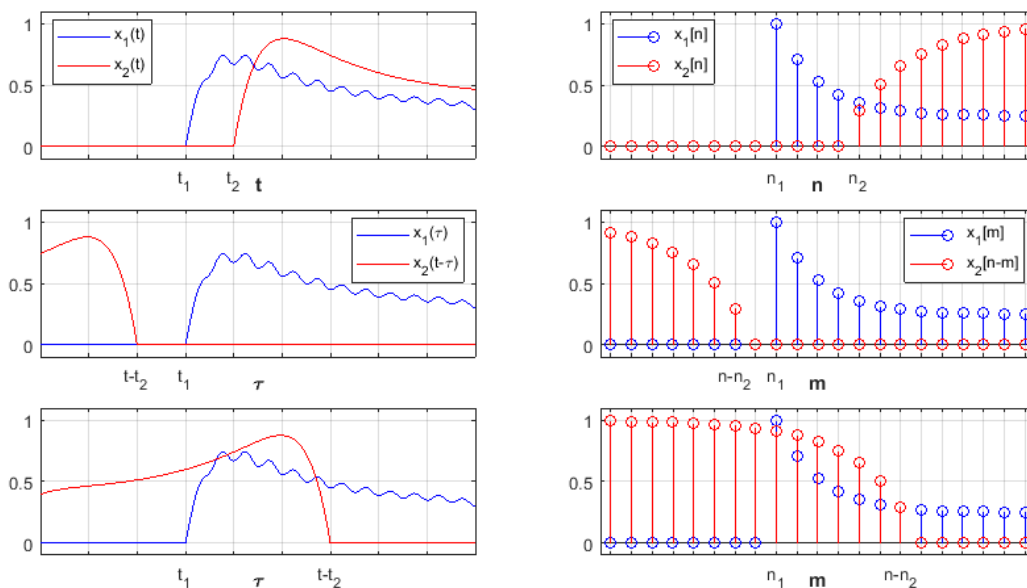 1
0.5
0
x₁(t)
x₂(t)
t₁ t₂ t
1
0.5
0
x₁[n]
x₂[n]
n₁ n n₂
1
0.5
0
x₁(τ)
x₂(t-τ)
t-t₂ t₁ τ
1
0.5
0
x₁[m]
x₂[n-m]
n-n₂ n₁ m
1
0.5
0
t₁ τ t-t₂
1
0.5
0
n₁ m n-n₂